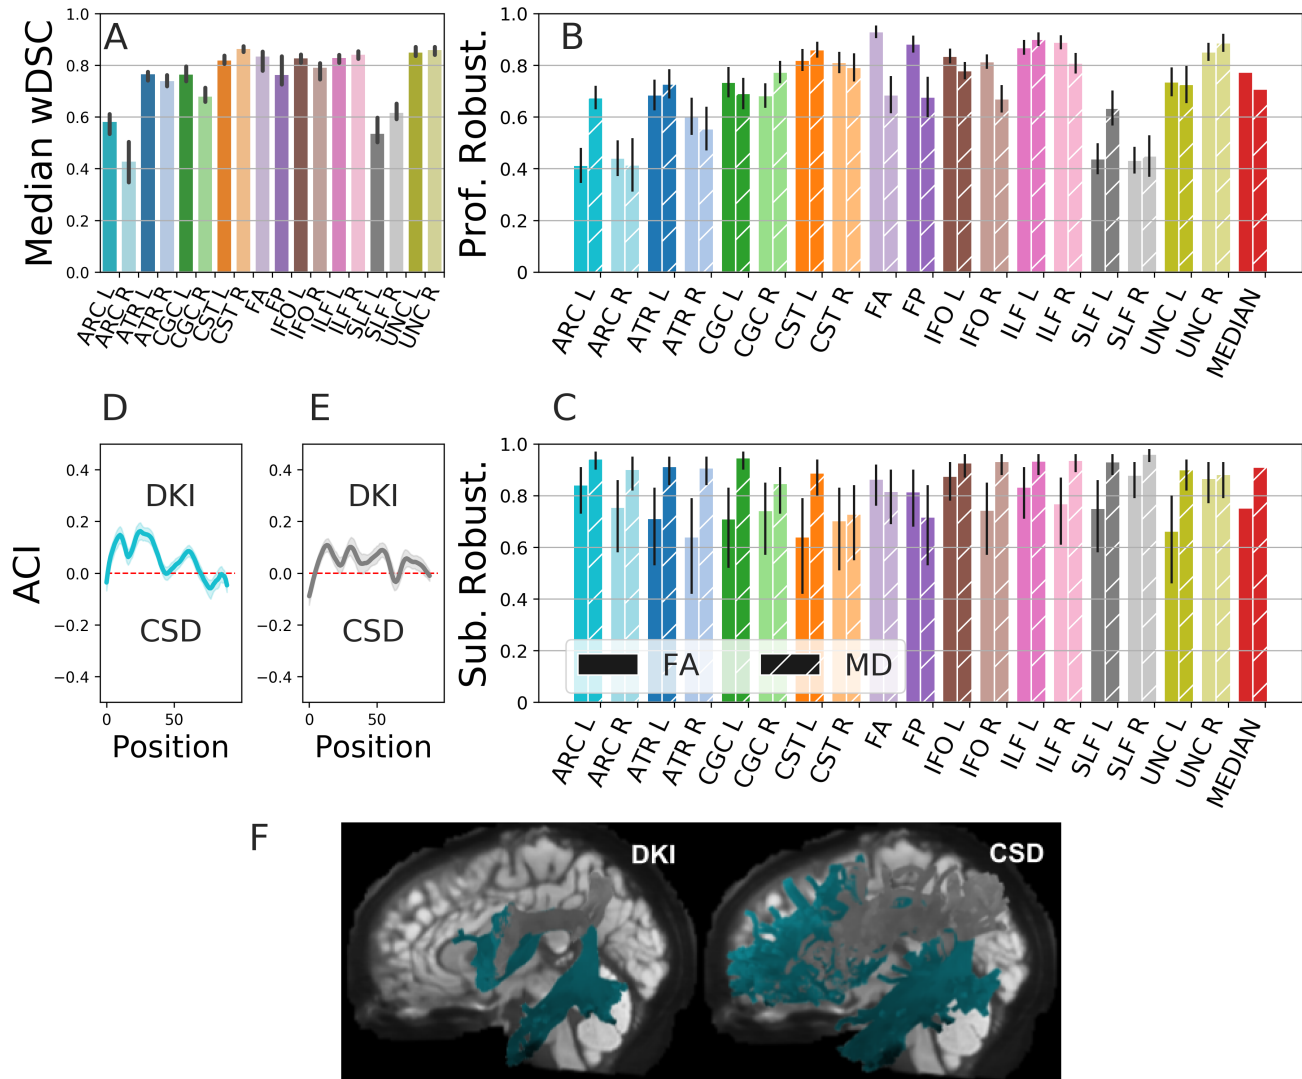 A
Median wDSC
1.0
0.8
0.6
0.4
0.2
0.0
ARC L
ARC R
ATR L
ATR R
CGC L
CGC R
CST L
CST R
FA
FP
IFO L
IFO R
ILF L
ILF R
SLF L
SLF R
UNC L
UNC R
B
Prof. Robust.
1.0
0.8
0.6
0.4
0.2
0
ARC L
ARC R
ATR L
ATR R
CGC L
CGC R
CST L
CST R
FA
FP
IFO L
IFO R
ILF L
ILF R
SLF L
SLF R
UNC L
UNC R
MEDIAN
D
ACI
0.4
0.2
0.0
−0.2
−0.4
DKI
CSD
0
50
Position
E
0.4
0.2
0.0
−0.2
−0.4
DKI
CSD
0
50
Position
C
Sub. Robust.
1.0
0.8
0.6
0.4
0.2
0
FA
MD
ARC L
ARC R
ATR L
ATR R
CGC L
CGC R
CST L
CST R
FA
FP
IFO L
IFO R
ILF L
ILF R
SLF L
SLF R
UNC L
UNC R
MEDIAN
F
DKI
CSD